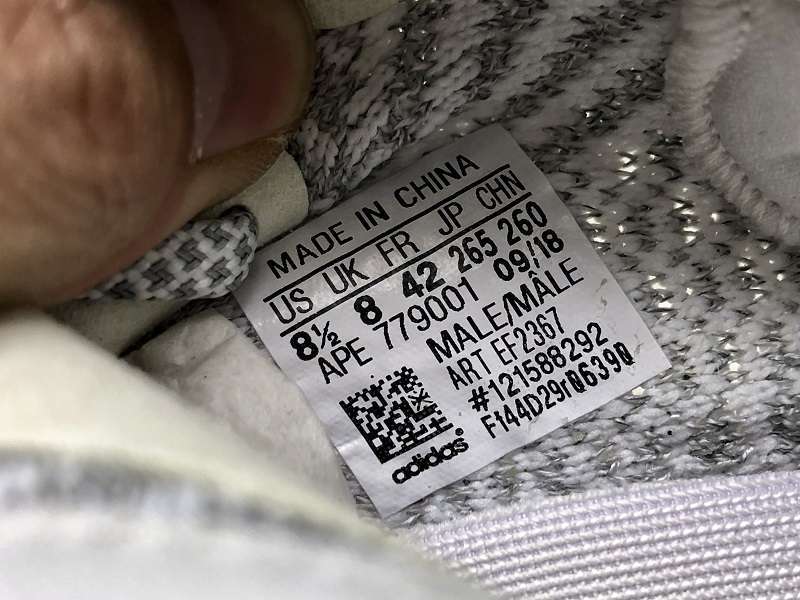 MADE IN CHINA
US UK FR JP CHN
8½ 8 42 265 260
APE 779001 09/18
MALE/MÂLE
ART EF2367
#121588292
adidas